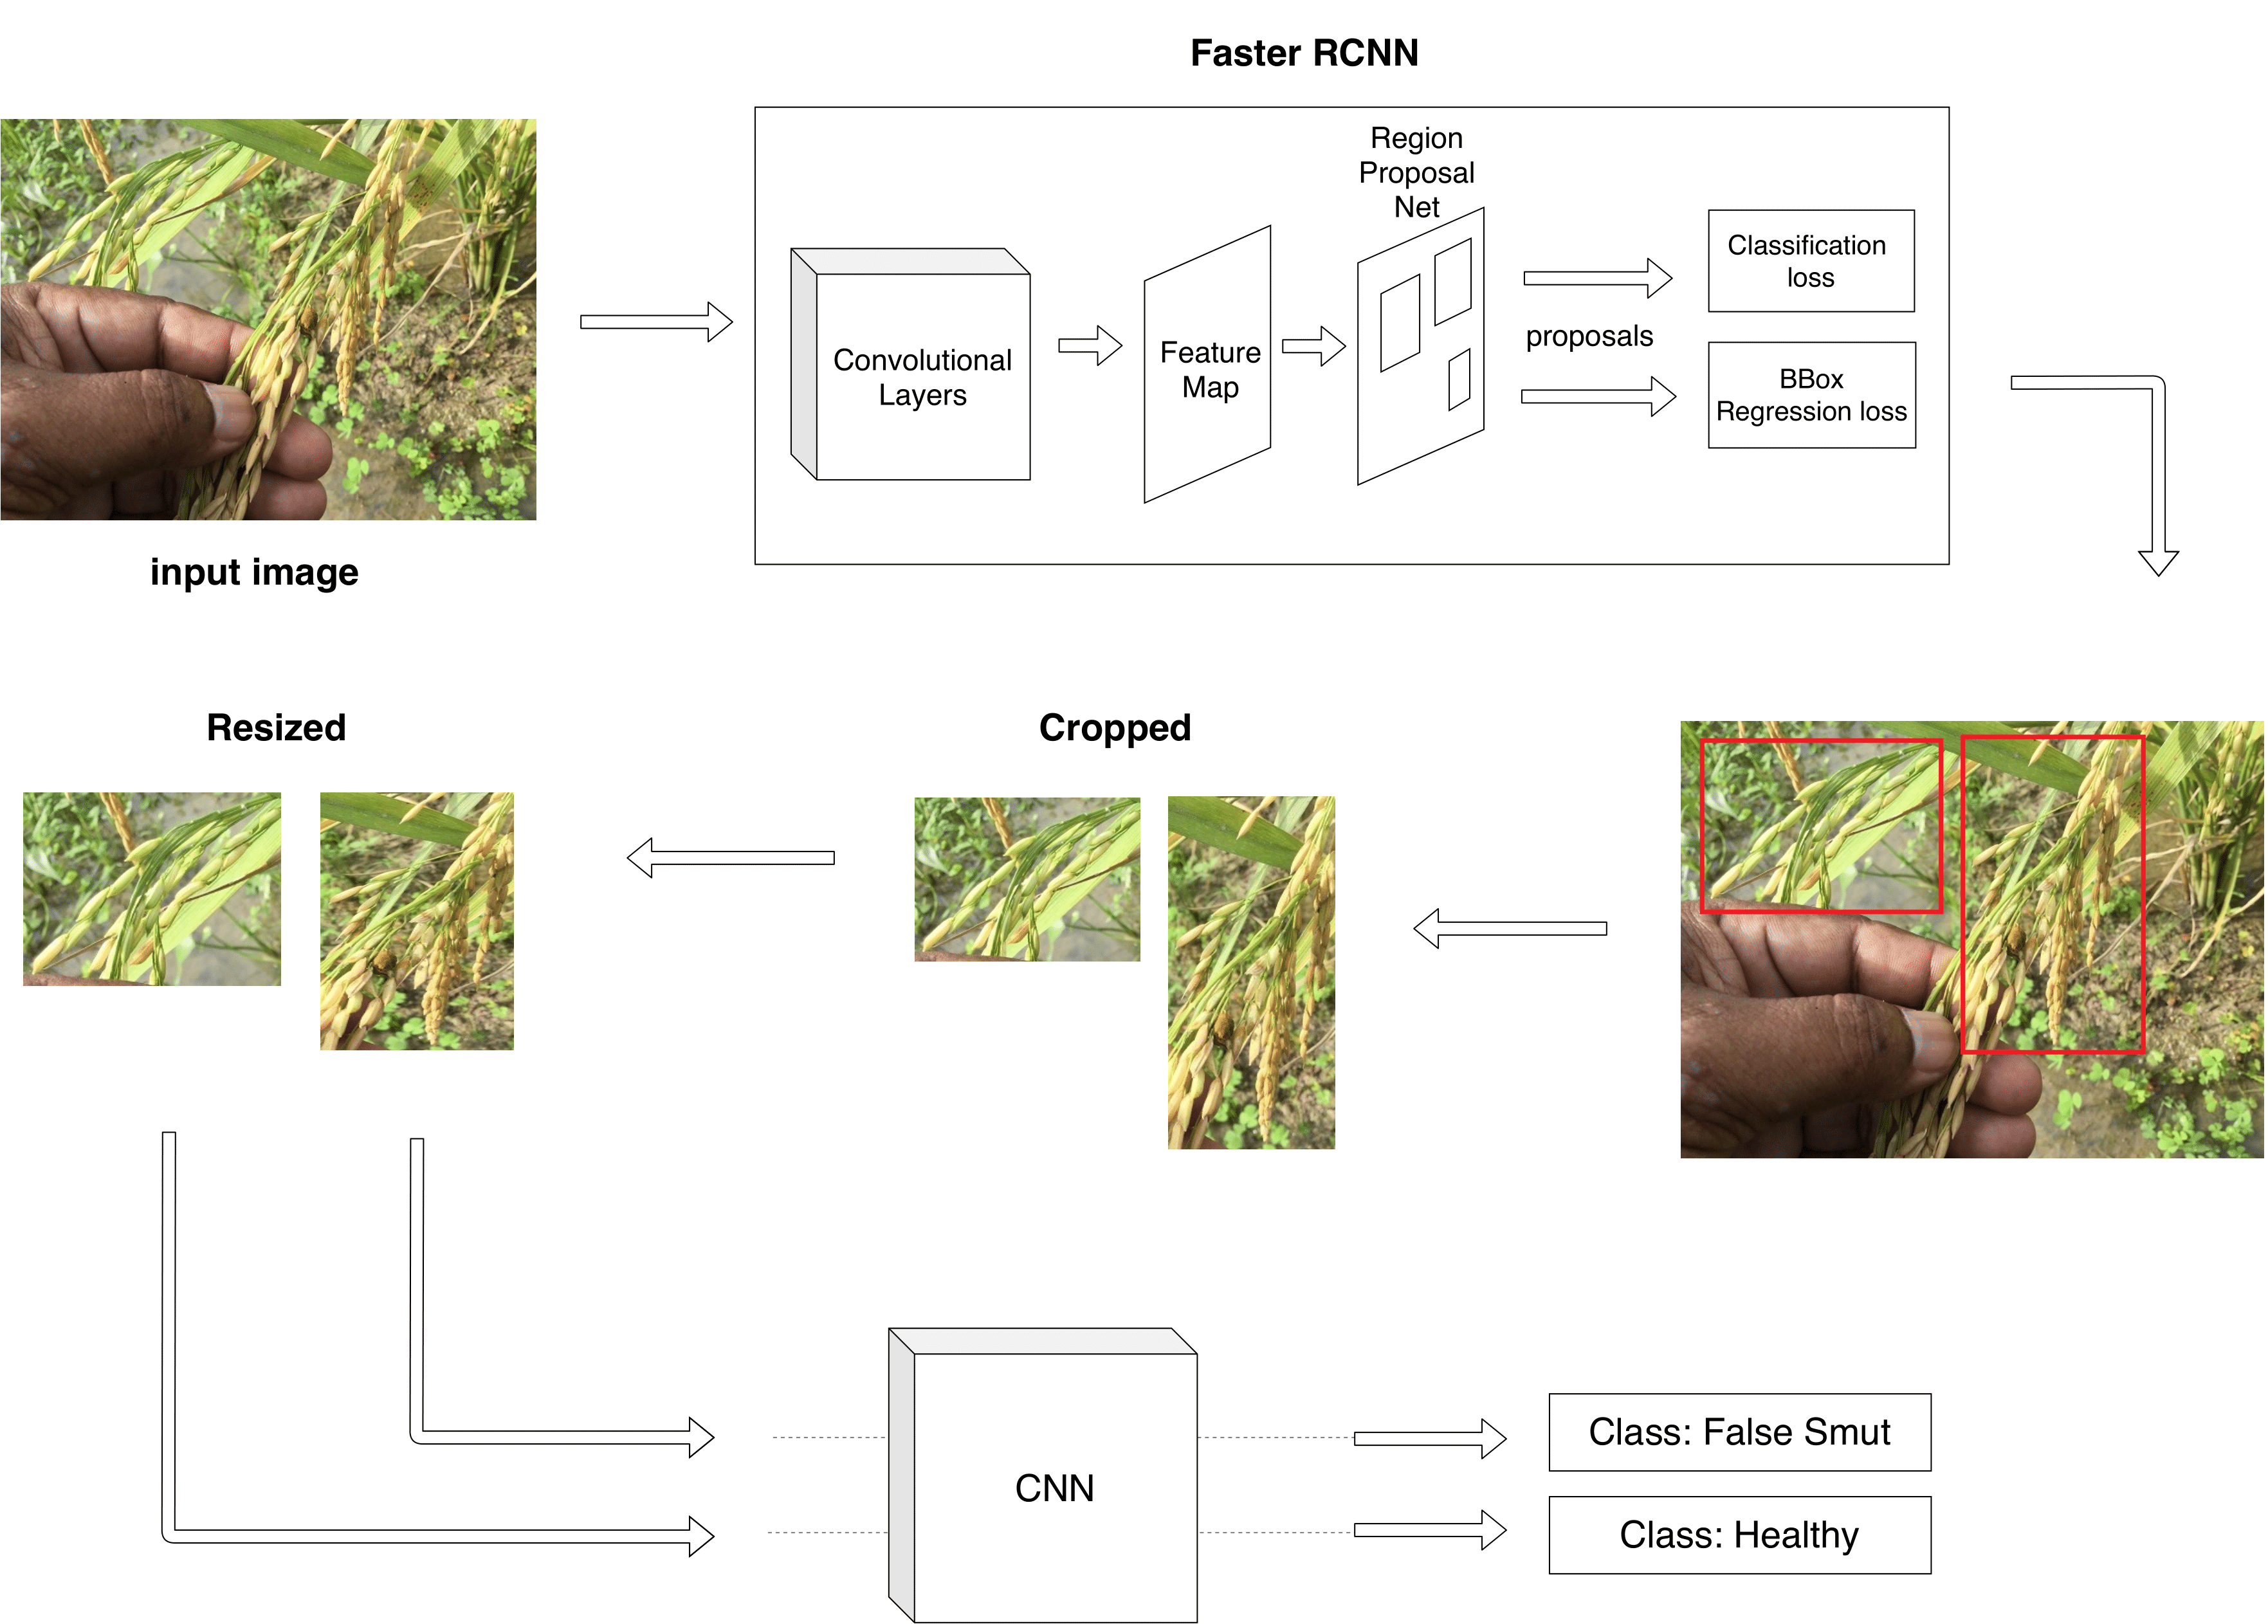 Faster RCNN
Region
Proposal
Net
Convolutional
Layers
Feature
Map
proposals
Classification
loss
BBox
Regression loss
input image
Resized
Cropped
CNN
Class: False Smut
Class: Healthy